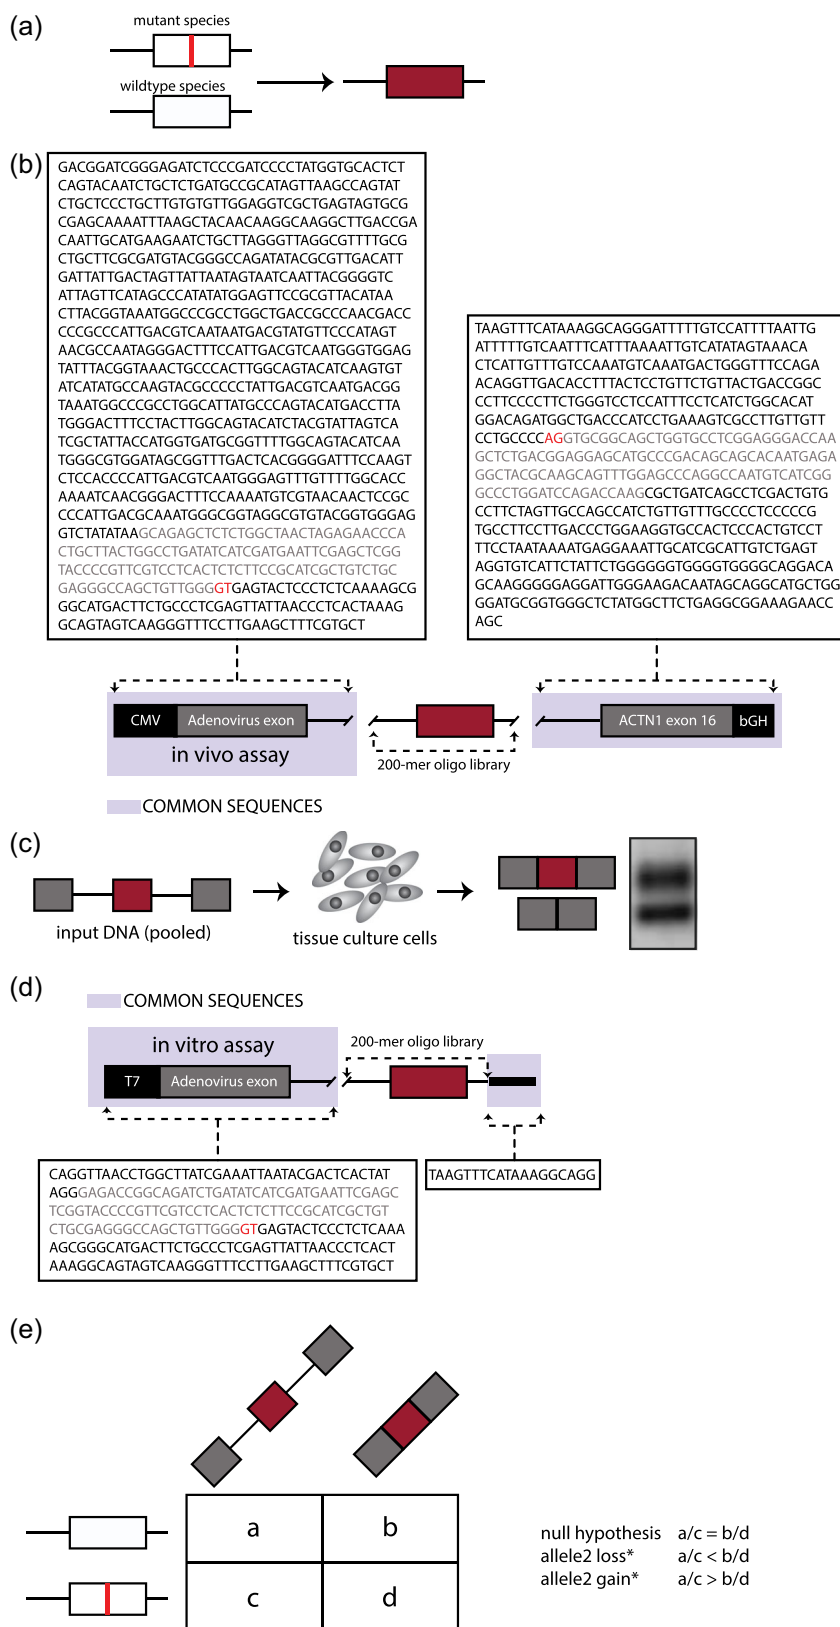 (a)
mutant species
wildtype species
(b)
GACGGATCGGGAGATCTCCCGATCCCCTATGGTGCACTCT
CAGTACAATCTGCTCTGATGCCGCATAGTTAAGCCAGTAT
CTGCTCCCTGCTTGTGTGTTGGAGGTCGCTGAGTAGTGCG
CGAGCAAAATTTAAGCTACAACAAGGCAAGGCTTGACCGA
CAATTGCATGAAGAATCTGCTTAGGGTTAGGCGTTTTGCG
CTGCTTCGCGATGTACGGGCCAGATATACGCGTTGACATT
GATTATTGACTAGTTATTAATAGTAATCAATTACGGGGTC
ATTAGTTCATAGCCCATATATGGAGTTCCGCGTTACATAA
CTTACGGTAAATGGCCCGCCTGGCTGACCGCCCAACGACC
CCCGCCCATTGACGTCAATAATGACGTATGTTCCCATAGT
AACGCCAATAGGGACTTTCCATTGACGTCAATGGGTGGAG
TATTTACGGTAAACTGCCCACTTGGCAGTACATCAAGTGT
ATCATATGCCAAGTACGCCCCCTATTGACGTCAATGACGG
TAAATGGCCCGCCTGGCATTATGCCCAGTACATGACCTTA
TGGGACTTTCCTACTTGGCAGTACATCTACGTATTAGTCA
TCGCTATTACCATGGTGATGCGGTTTTGGCAGTACATCAA
TGGGCGTGGATAGCGGTTTGACTCACGGGGATTTCCAAGT
CTCCACCCCATTGACGTCAATGGGAGTTTGTTTTGGCACC
AAAATCAACGGGACTTTCCAAAATGTCGTAACAACTCCGC
CCCATTGACGCAAATGGGCGGTAGGCGTGTACGGTGGGAG
GTCTATATAAGCAGAGCTCTCTGGCTAACTAGAGAACCCA
CTGCTTACTGGCCTGATATCATCGATGAATTCGAGCTCGG
TACCCCGTTCGTCCTCACTCTCTTCCGCATCGCTGTCTGC
GAGGGCCAGCTGTTGGGGTGAGTACTCCCTCTCAAAAGCG
GGCATGACTTCTGCCCTCGAGTTATTAACCCTCACTAAAG
GCAGTAGTCAAGGGTTTCCTTGAAGCTTTCGTGCT
TAAGTTTCATAAAGGCAGGGATTTTTGTCCATTTTAATTG
ATTTTTGTCAATTTCATTTAAAATTGTCATATAGTAAACA
CTCATTGTTTGTCCAAATGTCAAATGACTGGGTTTCCAGA
ACAGGTTGACACCTTTACTCCTGTTCTGTTACTGACCGGC
CCTTCCCCTTCTGGGTCCTCCATTTCCTCATCTGGCACAT
GGACAGATGGCTGACCCATCCTGAAAGTCGCCTTGTTGTT
CCTGCCCCAGGTGCGGCAGCTGGTGCCTCGGAGGGACCAA
GCTCTGACGGAGGAGCATGCCCGACAGCAGCACAATGAGA
GGCTACGCAAGCAGTTTGGAGCCCAGGCCAATGTCATCGG
GCCCTGGATCCAGACCAAGCGCTGATCAGCCTCGACTGTG
CCTTCTAGTTGCCAGCCATCTGTTGTTTGCCCCTCCCCCG
TGCCTTCCTTGACCCTGGAAGGTGCCACTCCCACTGTCCT
TTCCTAATAAAATGAGGAAATTGCATCGCATTGTCTGAGT
AGGTGTCATTCTATTCTGGGGGGTGGGGTGGGGCAGGACA
GCAAGGGGGAGGATTGGGAAGACAATAGCAGGCATGCTGG
GGATGCGGTGGGCTCTATGGCTTCTGAGGCGGAAAGAACC
AGC
CMV Adenovirus exon
ACTN1 exon 16 bGH
in vivo assay
200-mer oligo library
COMMON SEQUENCES
(c)
input DNA (pooled)
tissue culture cells
(d)
COMMON SEQUENCES
in vitro assay
200-mer oligo library
T7 Adenovirus exon
CAGGTTAACCTGGCTTATCGAAATTAATACGACTCACTAT
AGGGAGACCGGCAGATCTGATATCATCGATGAATTCGAGC
TCGGTACCCCGTTCGTCCTCACTCTCTTCCGCATCGCTGT
CTGCGAGGGCCAGCTGTTGGGGTGAGTACTCCCTCTCAAA
AGCGGGCATGACTTCTGCCCTCGAGTTATTAACCCTCACT
AAAGGCAGTAGTCAAGGGTTTCCTTGAAGCTTTCGTGCT
TAAGTTTCATAAAGGCAGG
(e)
a b
c d
null hypothesis a/c = b/d
allele2 loss* a/c < b/d
allele2 gain* a/c > b/d